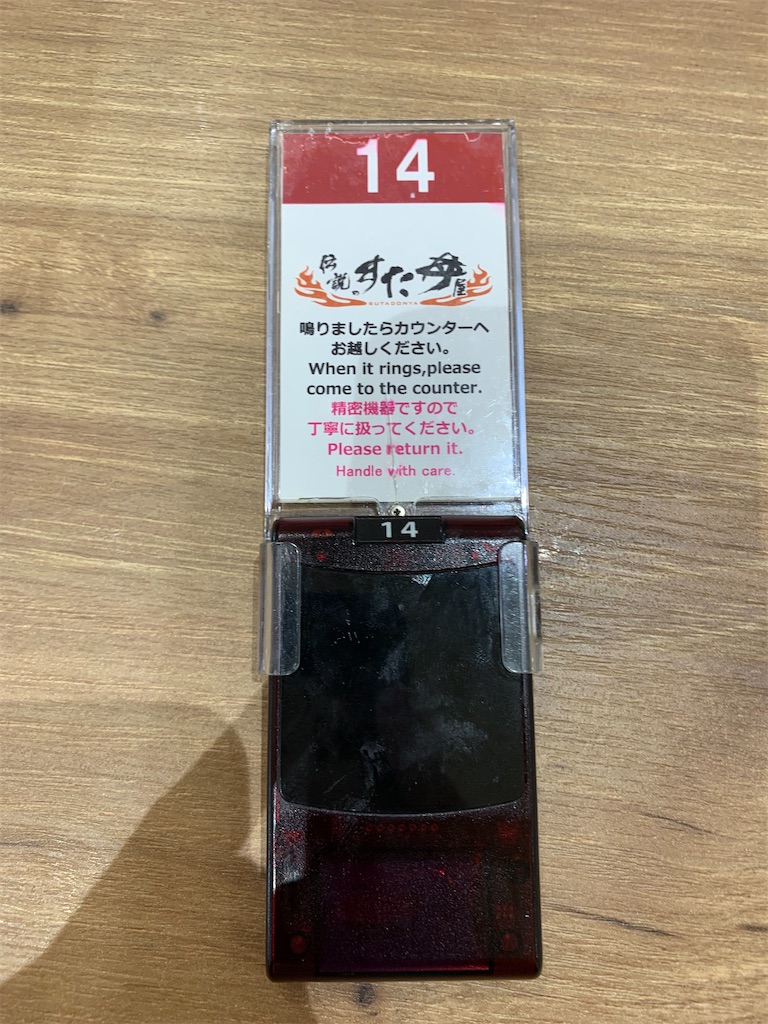 14
伝説のすた丼屋
SUTADONYA
鳴りましたらカウンターへ
お越しください。
When it rings,please
come to the counter.
精密機器ですので
丁寧に扱ってください。
Please return it.
Handle with care.
14